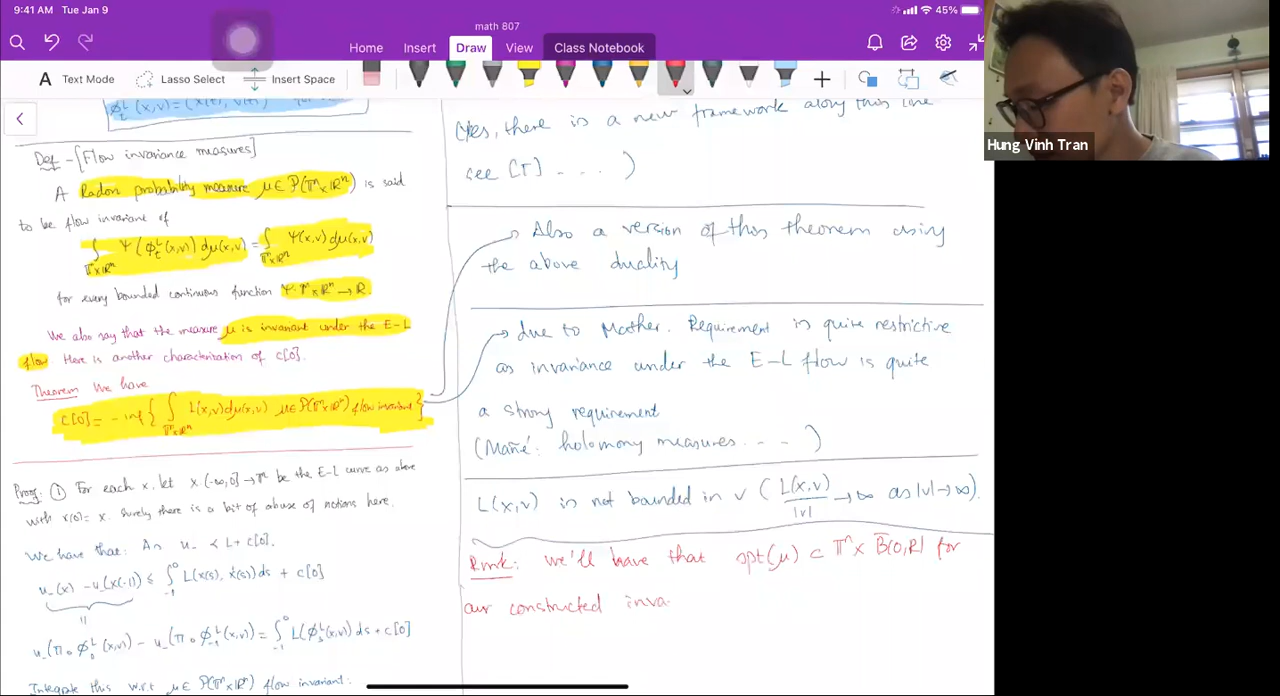 9:41 AM Tue Jan 9
45%
math 807
Home Insert Draw View Class Notebook
A Text Mode Lasso Select Insert Space
Hung Vinh Tran
ϕ_t^L (x,v) = (x(t), v(t))
Def - [Flow invariance measures]
A Radon probability measure μ ∈ P(T^n×R^n) is said
to be flow invariant if
∫_{T^n×R^n} Ψ(ϕ_t^L(x,v)) dμ(x,v) = ∫_{T^n×R^n} Ψ(x,v) dμ(x,v)
for every bounded continuous function Ψ: T^n×R^n → R.
We also say that the measure μ is invariant under the E-L
flow. Here is another characterization of c[0].
Theorem We have
c[0] = - inf { ∫_{T^n×R^n} L(x,v) dμ(x,v) μ∈P(T^n×R^n) flow invariant }
Proof. ① For each x, let x (-∞,0] → T^n be the E-L curve as above
with x(0)= x. Surely there is a bit of abuse of notions here.
We have that: As u_- ≺ L + c[0].
u_-(x) - u_-(x(-1)) ≤ ∫_{-1}^0 L(x(s), ẋ(s)) ds + c[0]
=
u_-(π∘ϕ_0^L(x,v)) - u_-(π∘ϕ_{-1}^L(x,v)) = ∫_{-1}^0 L(ϕ_s^L(x,v)) ds + c[0]
Integrate this w.r.t μ∈ P(T^n×R^n) flow invariant:
(Yes, there is a new framework along this line
see [T] .... )
Also a version of this theorem using
the above duality
due to Mather. Requirement is quite restrictive
as invariance under the E-L flow is quite
a strong requirement
(Mañé: holomony measures.... )
L(x,v) is not bounded in v ( L(x,v)/|v| → ∞ as |v| → ∞).
Rmk: we'll have that spt(μ) ⊂ T^n × B̄(0,R) for
our constructed inva